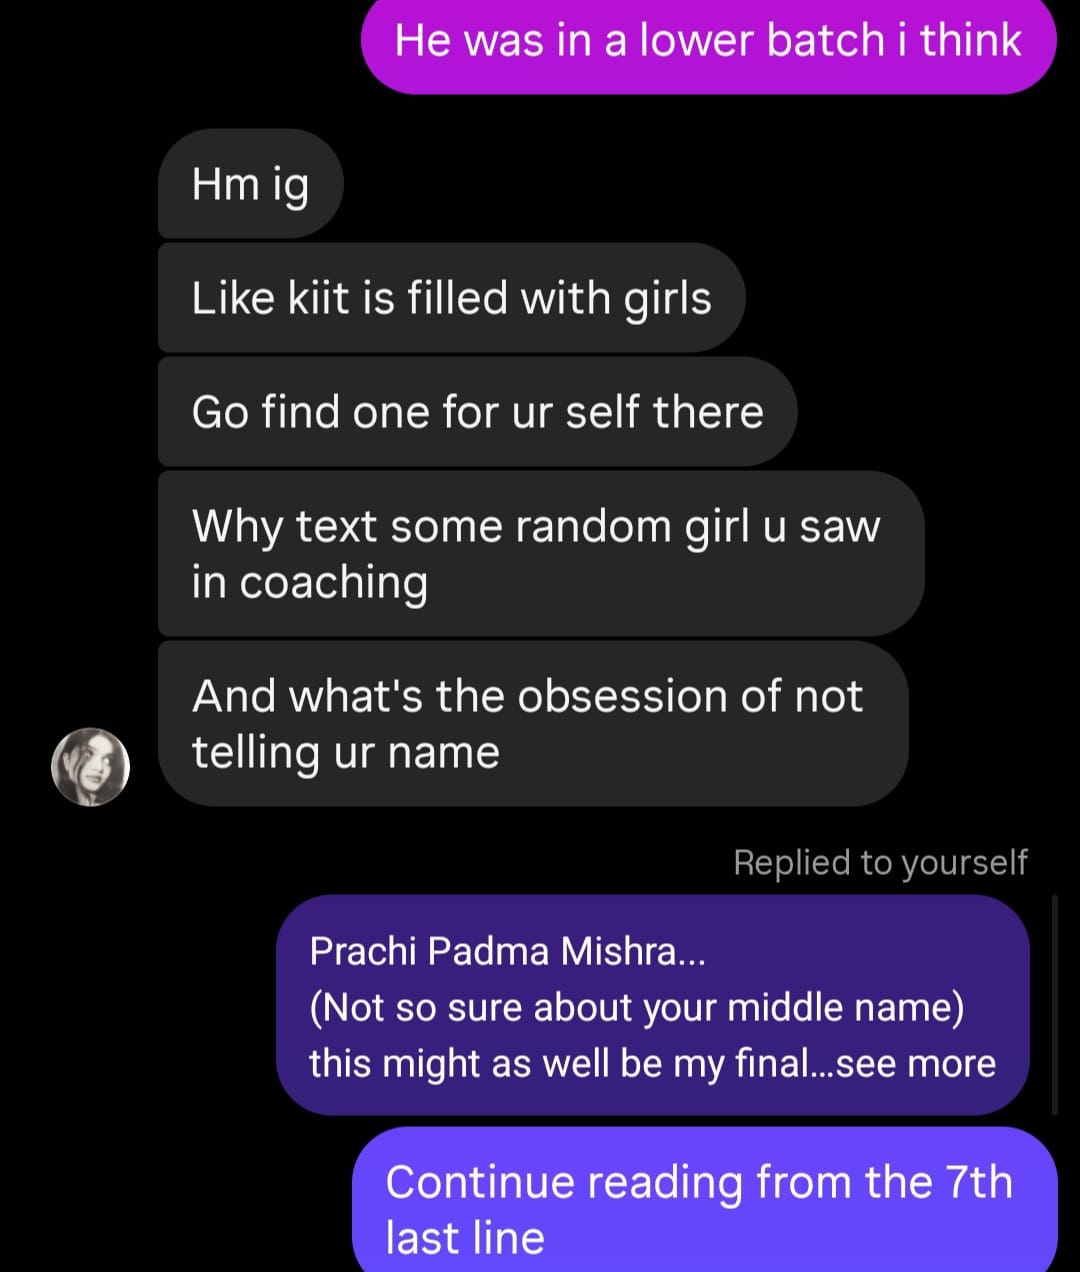 He was in a lower batch i think
Hm ig
Like kiit is filled with girls
Go find one for ur self there
Why text some random girl u saw
in coaching
And what's the obsession of not
telling ur name
Replied to yourself
Prachi Padma Mishra...
(Not so sure about your middle name)
this might as well be my final...see more
Continue reading from the 7th
last line